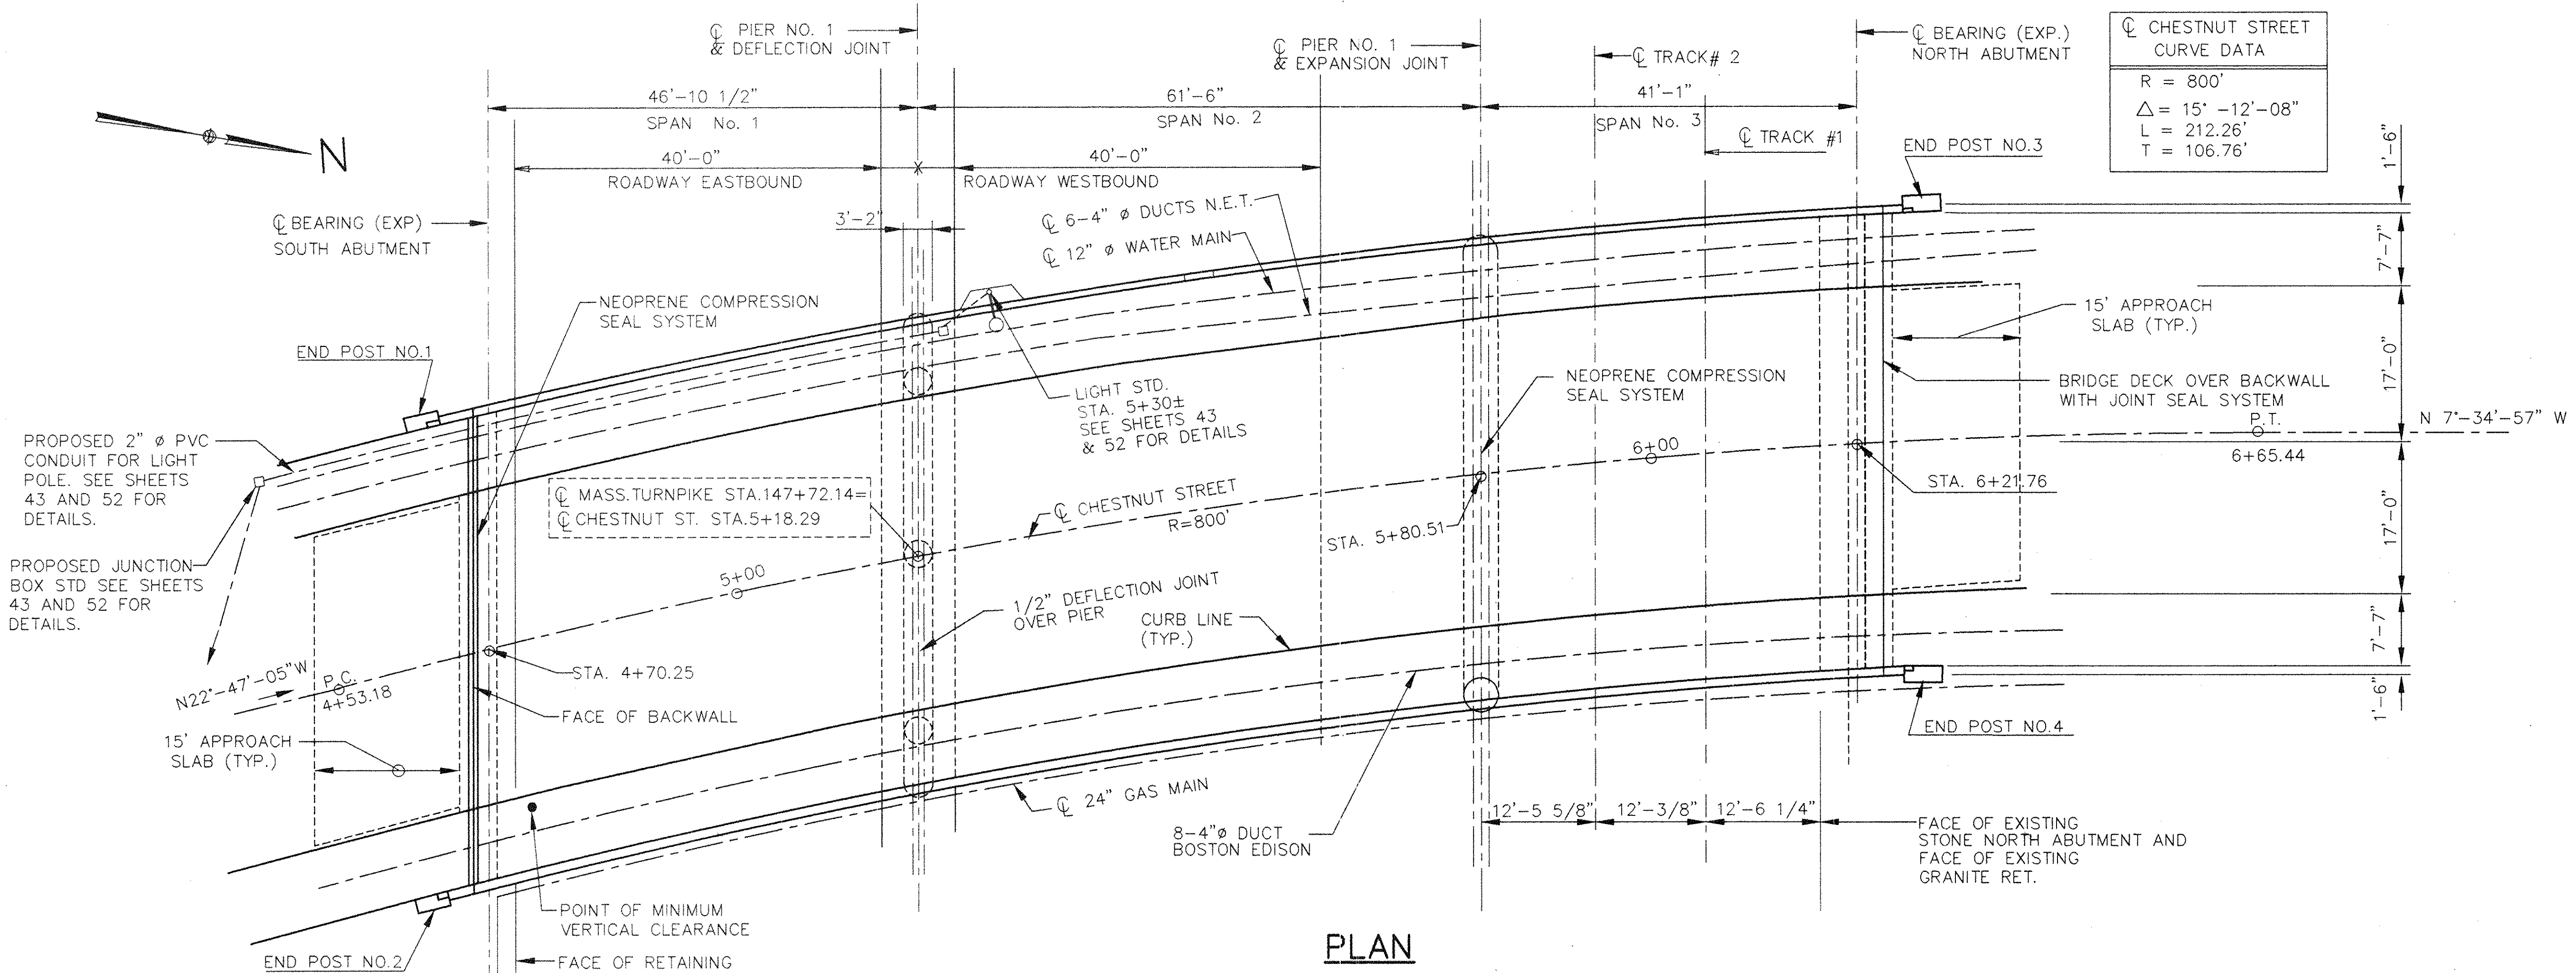 ℄ PIER NO. 1
& DEFLECTION JOINT
℄ PIER NO. 1
& EXPANSION JOINT
℄ TRACK# 2
℄ BEARING (EXP.)
NORTH ABUTMENT
℄ CHESTNUT STREET
CURVE DATA
R = 800'
△ = 15° -12'-08"
L = 212.26'
T = 106.76'
46'-10 1/2"
SPAN No. 1
61'-6"
SPAN No. 2
41'-1"
SPAN No. 3
℄ TRACK #1
END POST NO.3
1'-6"
N
40'-0"
ROADWAY EASTBOUND
40'-0"
ROADWAY WESTBOUND
℄ BEARING (EXP)
SOUTH ABUTMENT
3'-2"
℄ 6-4" ø DUCTS N.E.T.
℄ 12" ø WATER MAIN
7'-7"
NEOPRENE COMPRESSION
SEAL SYSTEM
15' APPROACH
SLAB (TYP.)
END POST NO.1
LIGHT STD.
STA. 5+30±
SEE SHEETS 43
& 52 FOR DETAILS
NEOPRENE COMPRESSION
SEAL SYSTEM
BRIDGE DECK OVER BACKWALL
WITH JOINT SEAL SYSTEM
17'-0"
P.T.
6+65.44
N 7°-34'-57" W
PROPOSED 2" ø PVC
CONDUIT FOR LIGHT
POLE. SEE SHEETS
43 AND 52 FOR
DETAILS.
℄ MASS.TURNPIKE STA.147+72.14=
℄ CHESTNUT ST. STA.5+18.29
℄ CHESTNUT STREET
R=800'
6+00
STA. 6+21.76
STA. 5+80.51
17'-0"
PROPOSED JUNCTION
BOX STD SEE SHEETS
43 AND 52 FOR
DETAILS.
5+00
1/2" DEFLECTION JOINT
OVER PIER
CURB LINE
(TYP.)
7'-7"
N22°-47'-05"W
P.C.
4+53.18
STA. 4+70.25
FACE OF BACKWALL
1'-6"
END POST NO.4
15' APPROACH
SLAB (TYP.)
℄ 24" GAS MAIN
12'-5 5/8"
12'-3/8"
12'-6 1/4"
8-4"ø DUCT
BOSTON EDISON
FACE OF EXISTING
STONE NORTH ABUTMENT AND
FACE OF EXISTING
GRANITE RET.
POINT OF MINIMUM
VERTICAL CLEARANCE
END POST NO.2
FACE OF RETAINING
PLAN